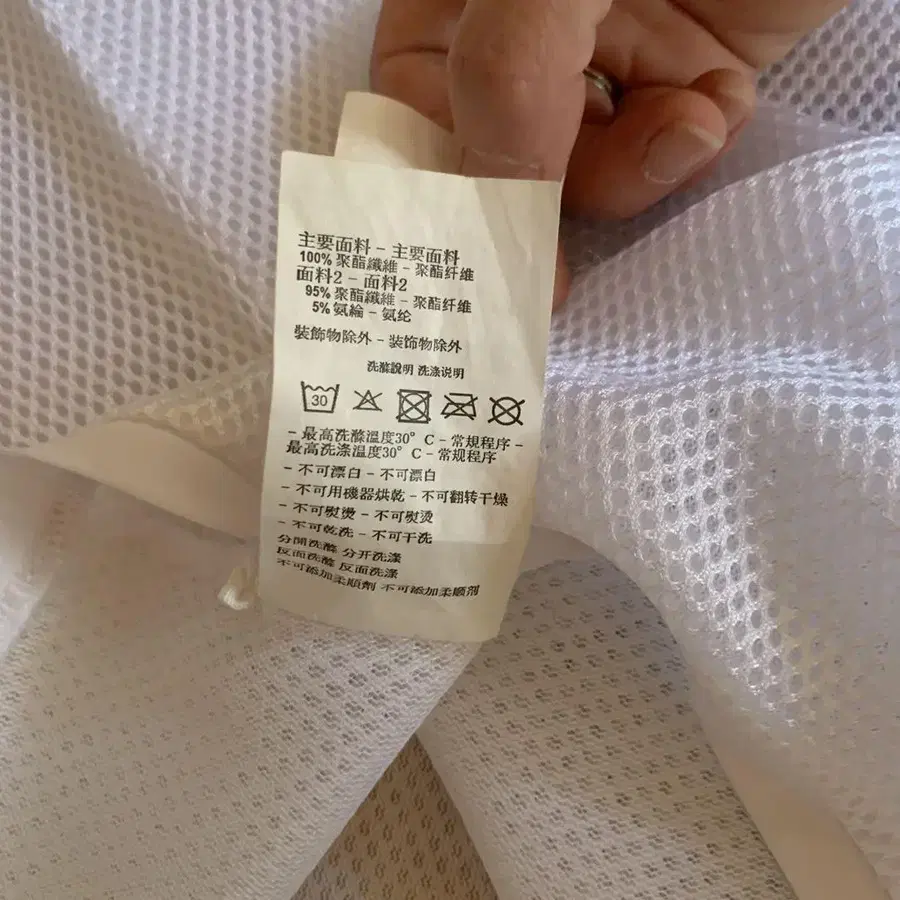 主要面料 - 主要面料
100% 聚酯纖維 - 聚酯纤维
面料2 - 面料2
95% 聚酯纖維 - 聚酯纤维
5% 氨綸 - 氨纶
裝飾物除外 - 装饰物除外
洗滌說明 洗涤说明
30
- 最高洗滌溫度30° C - 常規程序 -
最高洗涤温度30° C - 常规程序
- 不可漂白 - 不可漂白
- 不可用機器烘乾 - 不可翻转干燥
- 不可熨燙 - 不可熨烫
- 不可乾洗 - 不可干洗
分開洗滌 分开洗涤
反面洗滌 反面洗涤
不可添加柔順劑 不可添加柔顺剂